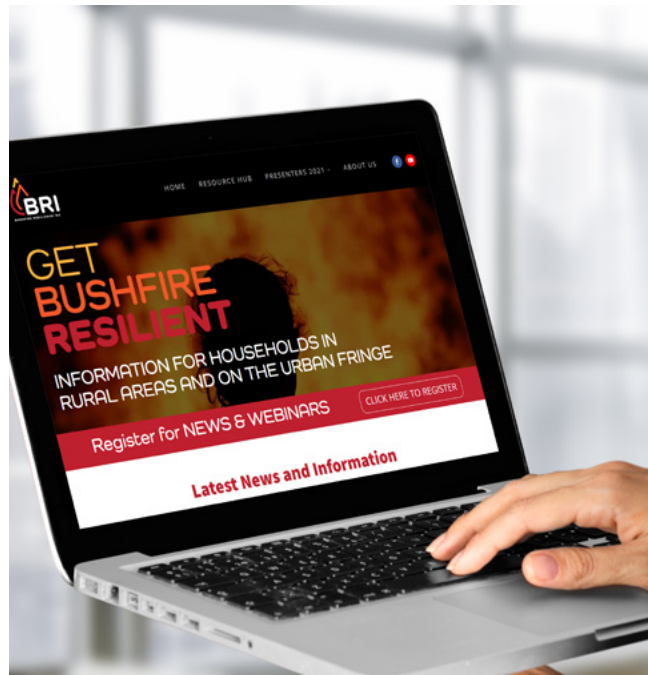 BRI
HOME RESOURCE HUB PRESENTERS 2021 ABOUT US
GET
BUSHFIRE
RESILIENT
INFORMATION FOR HOUSEHOLDS IN
RURAL AREAS AND ON THE URBAN FRINGE
Register for NEWS & WEBINARS
CLICK HERE TO REGISTER
Latest News and Information